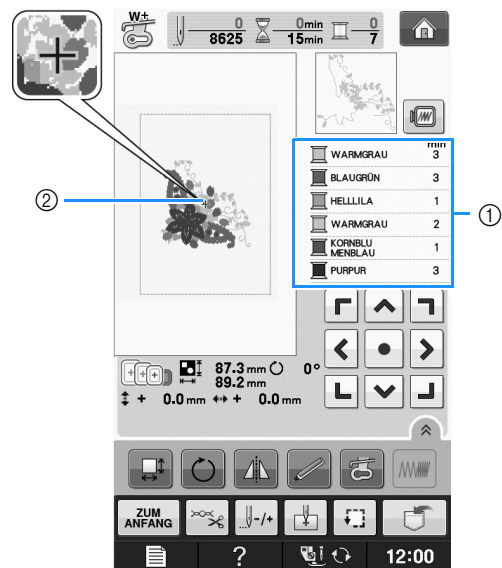 W+
0
8625
0min
15min
0
7
min
WARMGRAU 3
BLAUGRÜN 3
HELLLILA 1
WARMGRAU 2
KORNBLU
MENBLAU 1
PURPUR 3
①
②
87.3 mm 0°
89.2 mm
+ 0.0 mm + 0.0 mm
ZUM
ANFANG
-/+
? 12:00